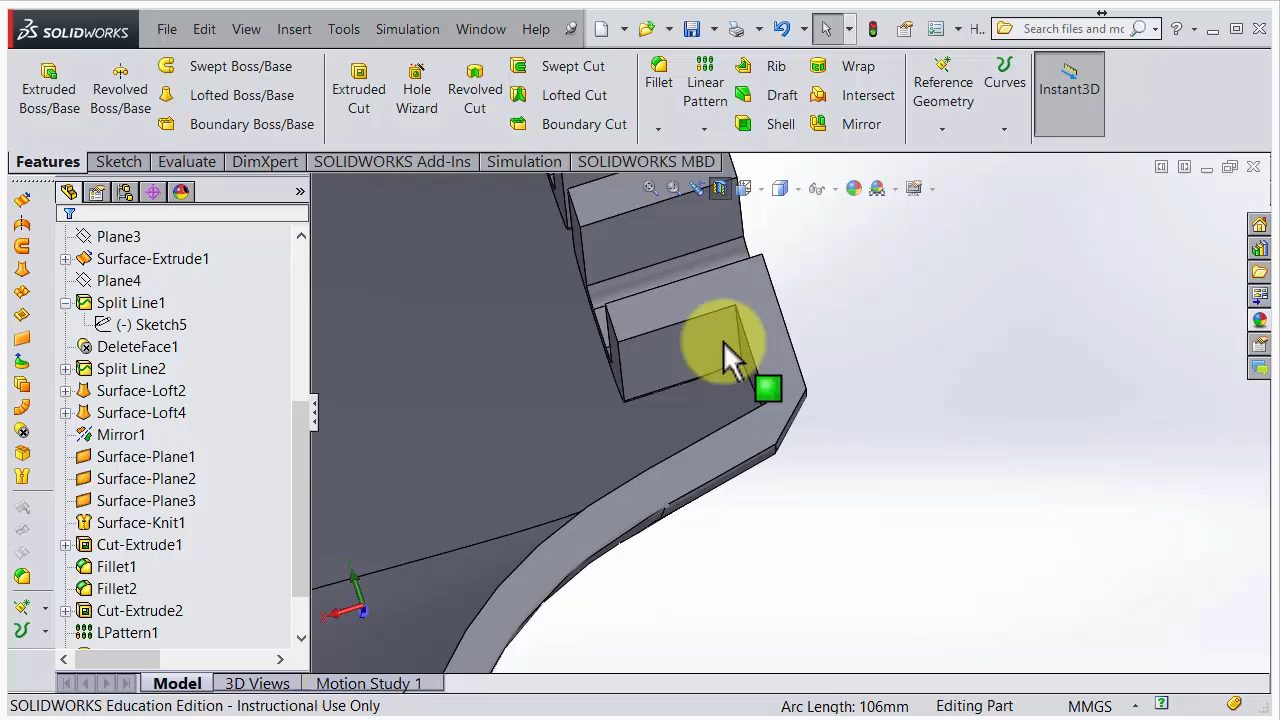 SOLIDWORKS File Edit View Insert Tools Simulation Window Help H.. Search files and mc
Extruded Boss/Base
Revolved Boss/Base
Swept Boss/Base
Lofted Boss/Base
Boundary Boss/Base
Extruded Cut
Hole Wizard
Revolved Cut
Swept Cut
Lofted Cut
Boundary Cut
Fillet
Linear Pattern
Rib
Draft
Shell
Wrap
Intersect
Mirror
Reference Geometry
Curves
Instant3D
Features Sketch Evaluate DimXpert SOLIDWORKS Add-Ins Simulation SOLIDWORKS MBD
Plane3
Surface-Extrude1
Plane4
Split Line1
(-) Sketch5
DeleteFace1
Split Line2
Surface-Loft2
Surface-Loft4
Mirror1
Surface-Plane1
Surface-Plane2
Surface-Plane3
Surface-Knit1
Cut-Extrude1
Fillet1
Fillet2
Cut-Extrude2
LPattern1
Model 3D Views Motion Study 1
SOLIDWORKS Education Edition - Instructional Use Only Arc Length: 106mm Editing Part MMGS